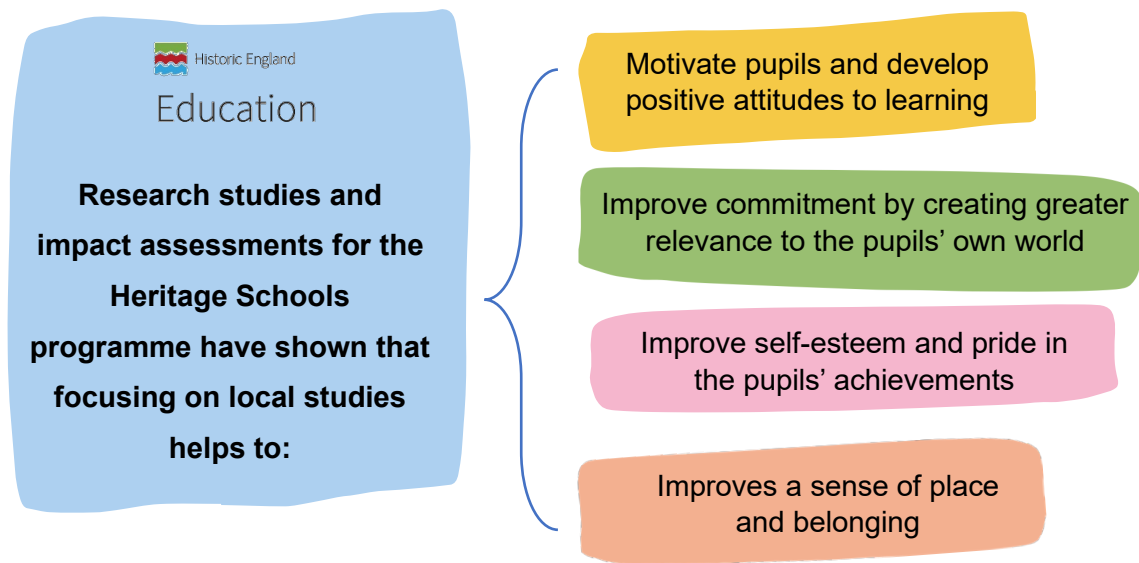 Historic England
Education
Research studies and
impact assessments for the
Heritage Schools
programme have shown that
focusing on local studies
helps to:
Motivate pupils and develop
positive attitudes to learning
Improve commitment by creating greater
relevance to the pupils’ own world
Improve self-esteem and pride in
the pupils’ achievements
Improves a sense of place
and belonging